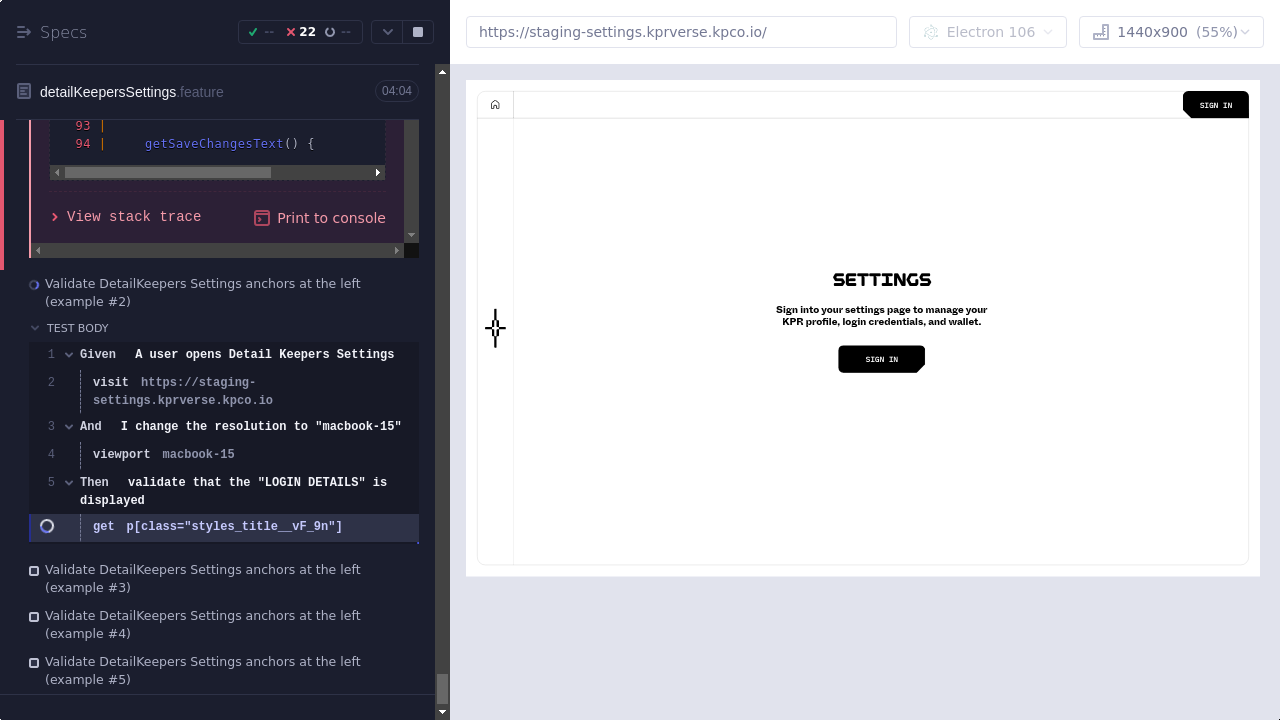 Specs
-- 22 --
detailKeepersSettings.feature 04:04
93 |
94 | getSaveChangesText() {
View stack trace
Print to console
Validate DetailKeepers Settings anchors at the left
(example #2)
TEST BODY
1 Given A user opens Detail Keepers Settings
2 visit https://staging-
settings.kprverse.kpco.io
3 And I change the resolution to "macbook-15"
4 viewport macbook-15
5 Then validate that the "LOGIN DETAILS" is
displayed
get p[class="styles_title__vF_9n"]
Validate DetailKeepers Settings anchors at the left
(example #3)
Validate DetailKeepers Settings anchors at the left
(example #4)
Validate DetailKeepers Settings anchors at the left
(example #5)
https://staging-settings.kprverse.kpco.io/
Electron 106
1440x900 (55%)
SIGN IN
SETTINGS
Sign into your settings page to manage your
KPR profile, login credentials, and wallet.
SIGN IN